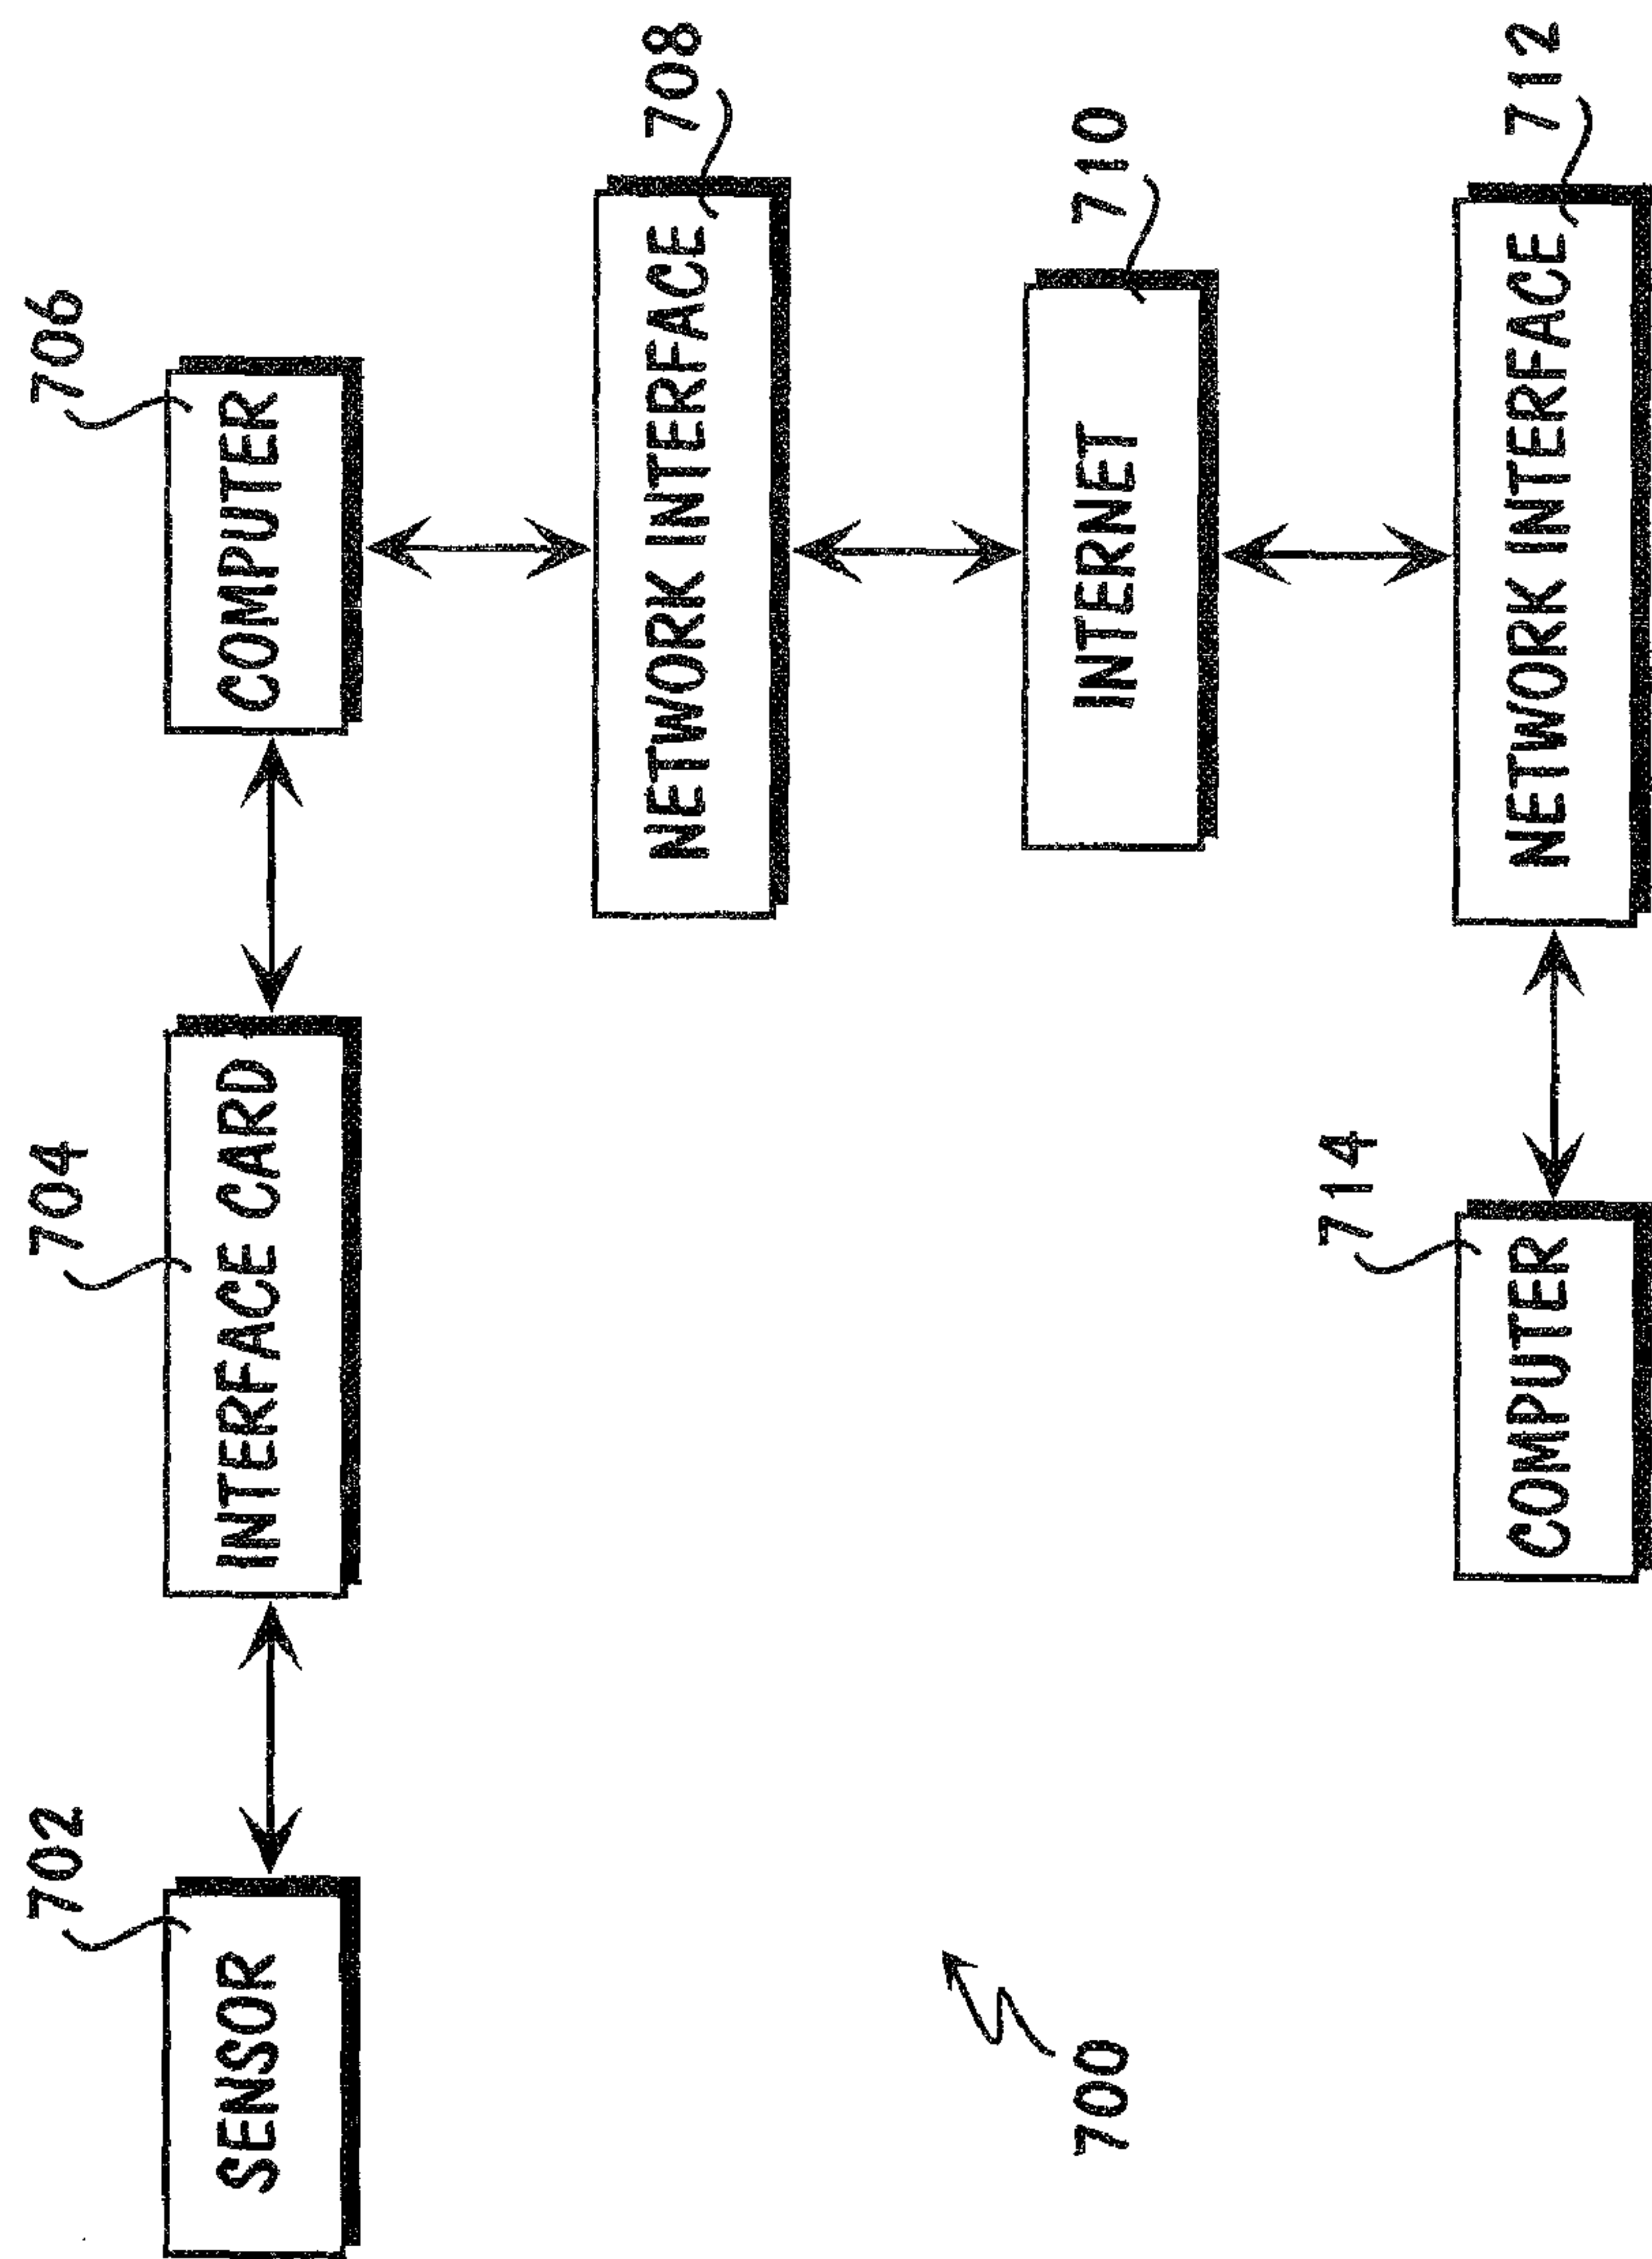 702
SENSOR
704
INTERFACE CARD
706
COMPUTER
NETWORK INTERFACE
708
INTERNET
710
700
714
COMPUTER
NETWORK INTERFACE
712